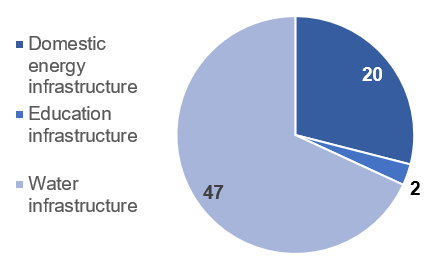 Domestic
energy
infrastructure
Education
infrastructure
Water
infrastructure
20
2
47